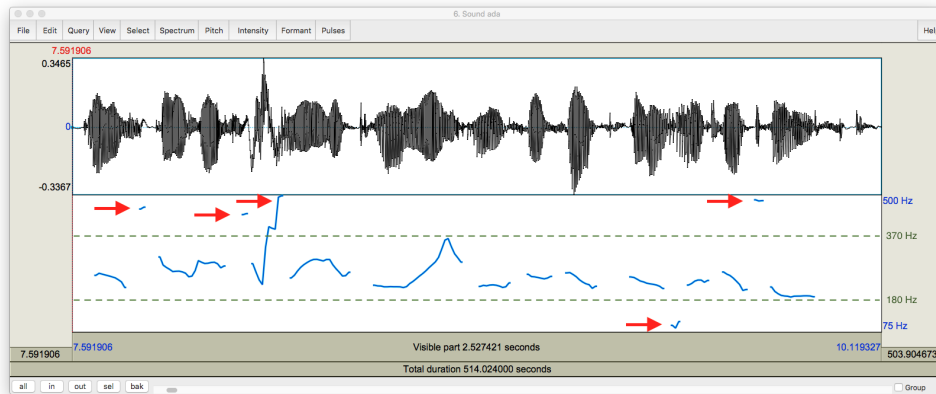 6. Sound ada
File Edit Query View Select Spectrum Pitch Intensity Formant Pulses Hel
7.591906
0.3465
0
-0.3367
500 Hz
370 Hz
180 Hz
75 Hz
7.591906 7.591906 Visible part 2.527421 seconds 10.119327 503.904673
Total duration 514.024000 seconds
all in out sel bak Group